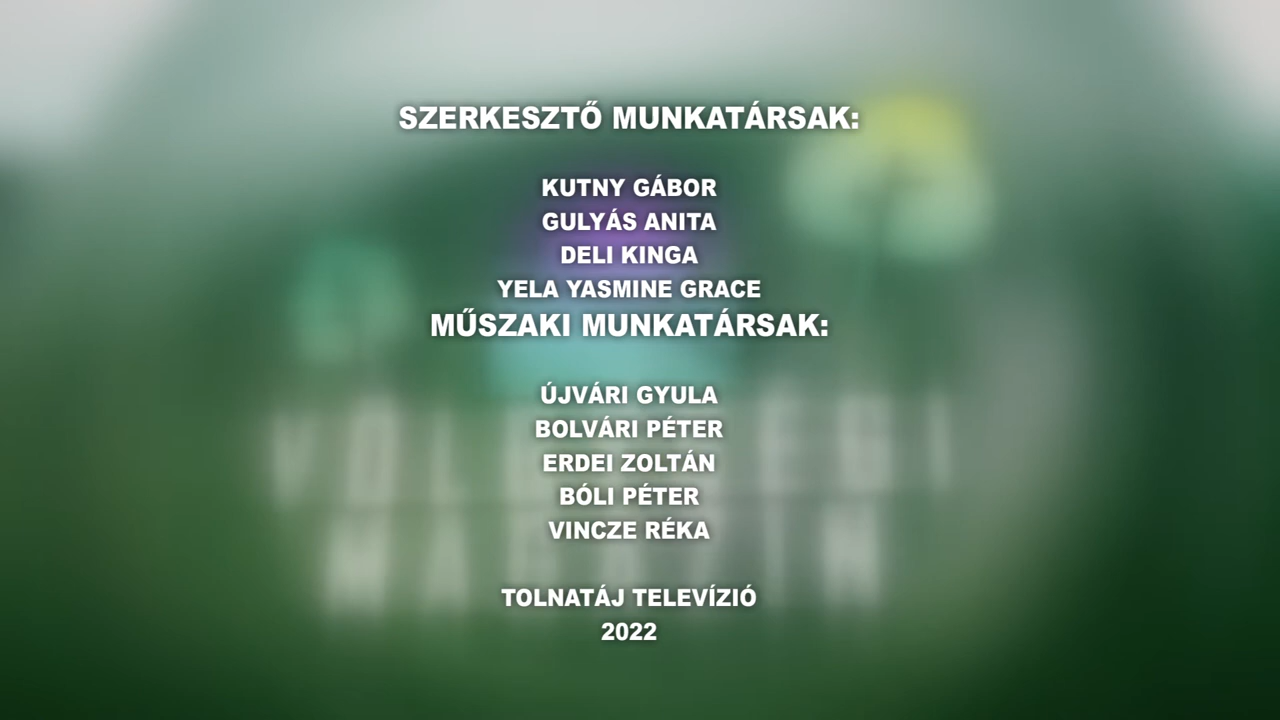 SZERKESZTŐ MUNKATÁRSAK:
KUTNY GÁBOR
GULYÁS ANITA
DELI KINGA
YELA YASMINE GRACE
MŰSZAKI MUNKATÁRSAK:
ÚJVÁRI GYULA
BOLVÁRI PÉTER
ERDEI ZOLTÁN
BÓLI PÉTER
VINCZE RÉKA
TOLNATÁJ TELEVÍZIÓ
2022